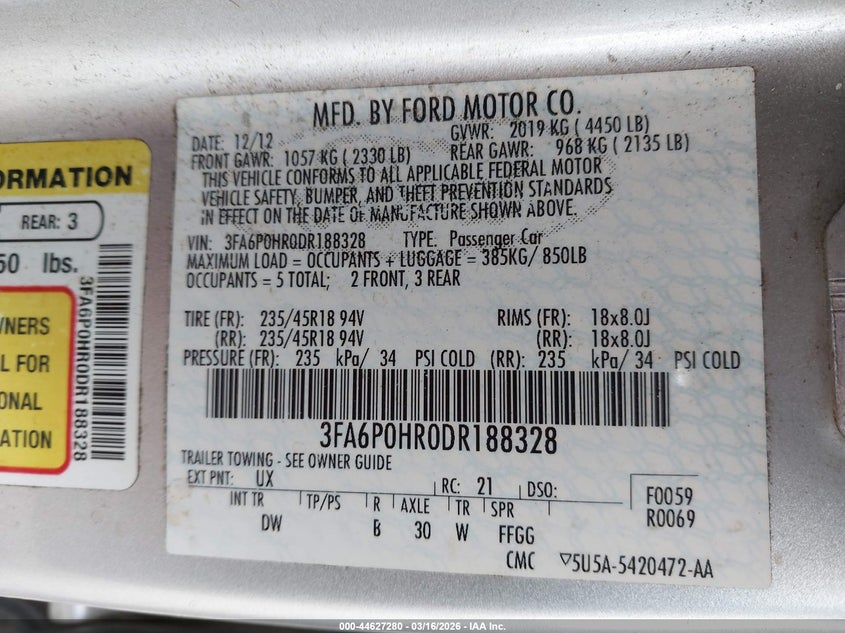 ORMATION
REAR: 3
50 lbs.
WNERS
L FOR
ONAL
ATION
3FA6P0HR0DR188328
MFD. BY FORD MOTOR CO.
DATE: 12/12 GVWR: 2019 KG ( 4450 LB)
FRONT GAWR: 1057 KG ( 2330 LB) REAR GAWR: 968 KG ( 2135 LB)
THIS VEHICLE CONFORMS TO ALL APPLICABLE FEDERAL MOTOR
VEHICLE SAFETY, BUMPER, AND THEFT PREVENTION STANDARDS
IN EFFECT ON THE DATE OF MANUFACTURE SHOWN ABOVE.
VIN: 3FA6P0HR0DR188328 TYPE: Passenger Car
MAXIMUM LOAD = OCCUPANTS + LUGGAGE = 385KG/ 850LB
OCCUPANTS = 5 TOTAL; 2 FRONT, 3 REAR
TIRE (FR): 235/45R18 94V RIMS (FR): 18x8.0J
(RR): 235/45R18 94V (RR): 18x8.0J
PRESSURE (FR): 235 kPa/ 34 PSI COLD (RR): 235 kPa/ 34 PSI COLD
3FA6P0HR0DR188328
TRAILER TOWING - SEE OWNER GUIDE
EXT PNT: UX RC: 21 DSO: F0059
INT TR TP/PS R AXLE TR SPR R0069
DW B 30 W FFGG
CMC ▽5U5A-5420472-AA
000-44627280 - 03/16/2026 - IAA Inc.